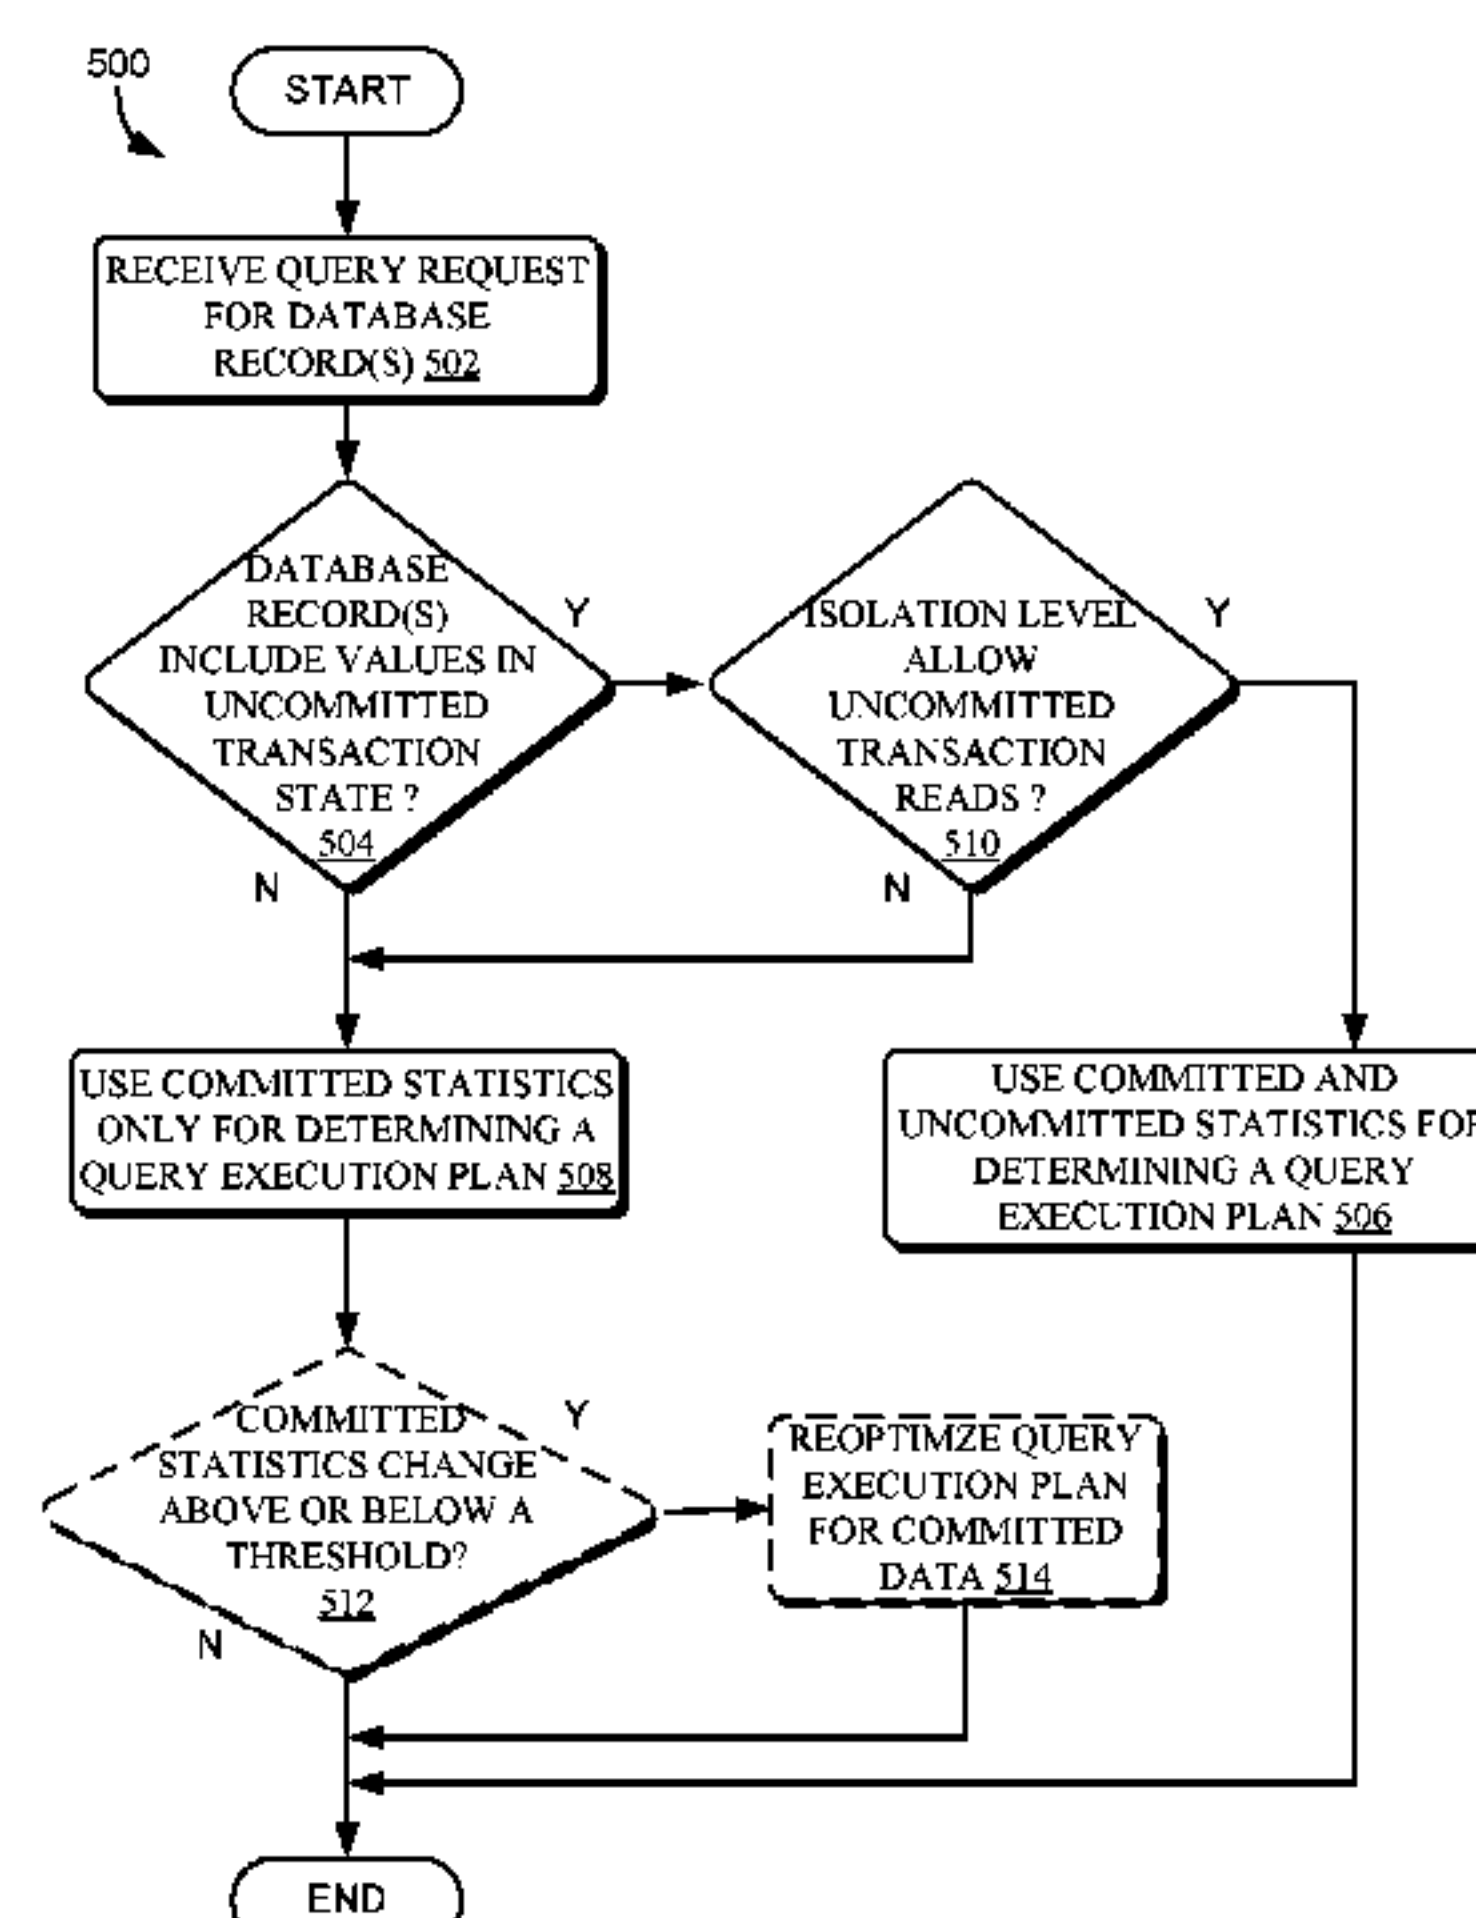 500
START
RECEIVE QUERY REQUEST
FOR DATABASE
RECORD(S) 502
DATABASE
RECORD(S)
INCLUDE VALUES IN
UNCOMMITTED
TRANSACTION
STATE ?
504
Y
N
ISOLATION LEVEL
ALLOW
UNCOMMITTED
TRANSACTION
READS ?
510
Y
N
USE COMMITTED STATISTICS
ONLY FOR DETERMINING A
QUERY EXECUTION PLAN 508
USE COMMITTED AND
UNCOMMITTED STATISTICS FOR
DETERMINING A QUERY
EXECUTION PLAN 506
COMMITTED
STATISTICS CHANGE
ABOVE OR BELOW A
THRESHOLD?
512
Y
N
REOPTIMZE QUERY
EXECUTION PLAN
FOR COMMITTED
DATA 514
END